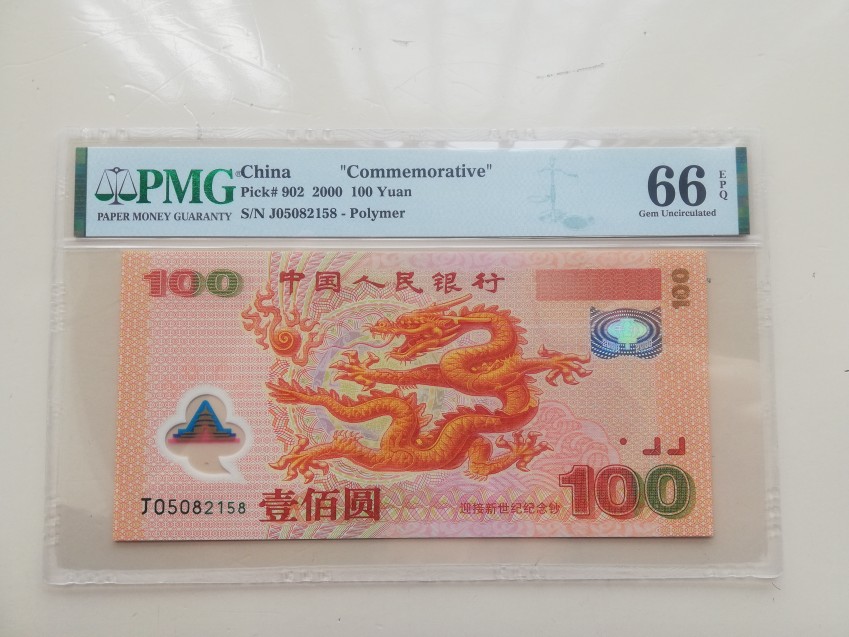 PMG
PAPER MONEY GUARANTY
China "Commemorative"
Pick# 902 2000 100 Yuan
S/N J05082158 - Polymer
66
EPQ
Gem Uncirculated
100 中国人民银行
100
J05082158 壹佰圆
迎接新世纪纪念钞
100